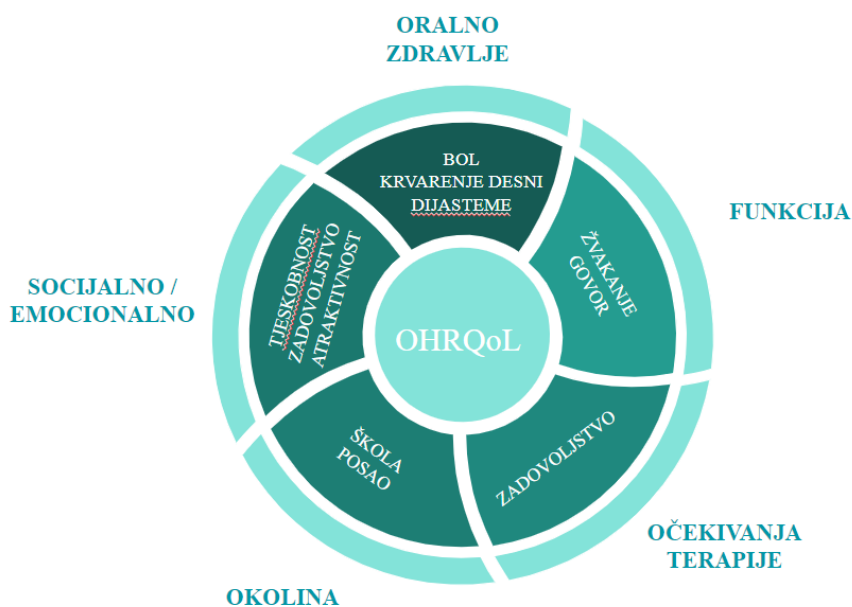 ORALNO
ZDRAVLJE
BOL
KRVARENJE DESNI
DIJASTEME
FUNKCIJA
ŽVAKANJE
GOVOR
SOCIJALNO /
EMOCIONALNO
TJESKOBNOST
ZADOVOLJSTVO
ATRAKTIVNOST
OHRQoL
ŠKOLA
POSAO
ZADOVOLJSTVO
OČEKIVANJA
TERAPIJE
OKOLINA